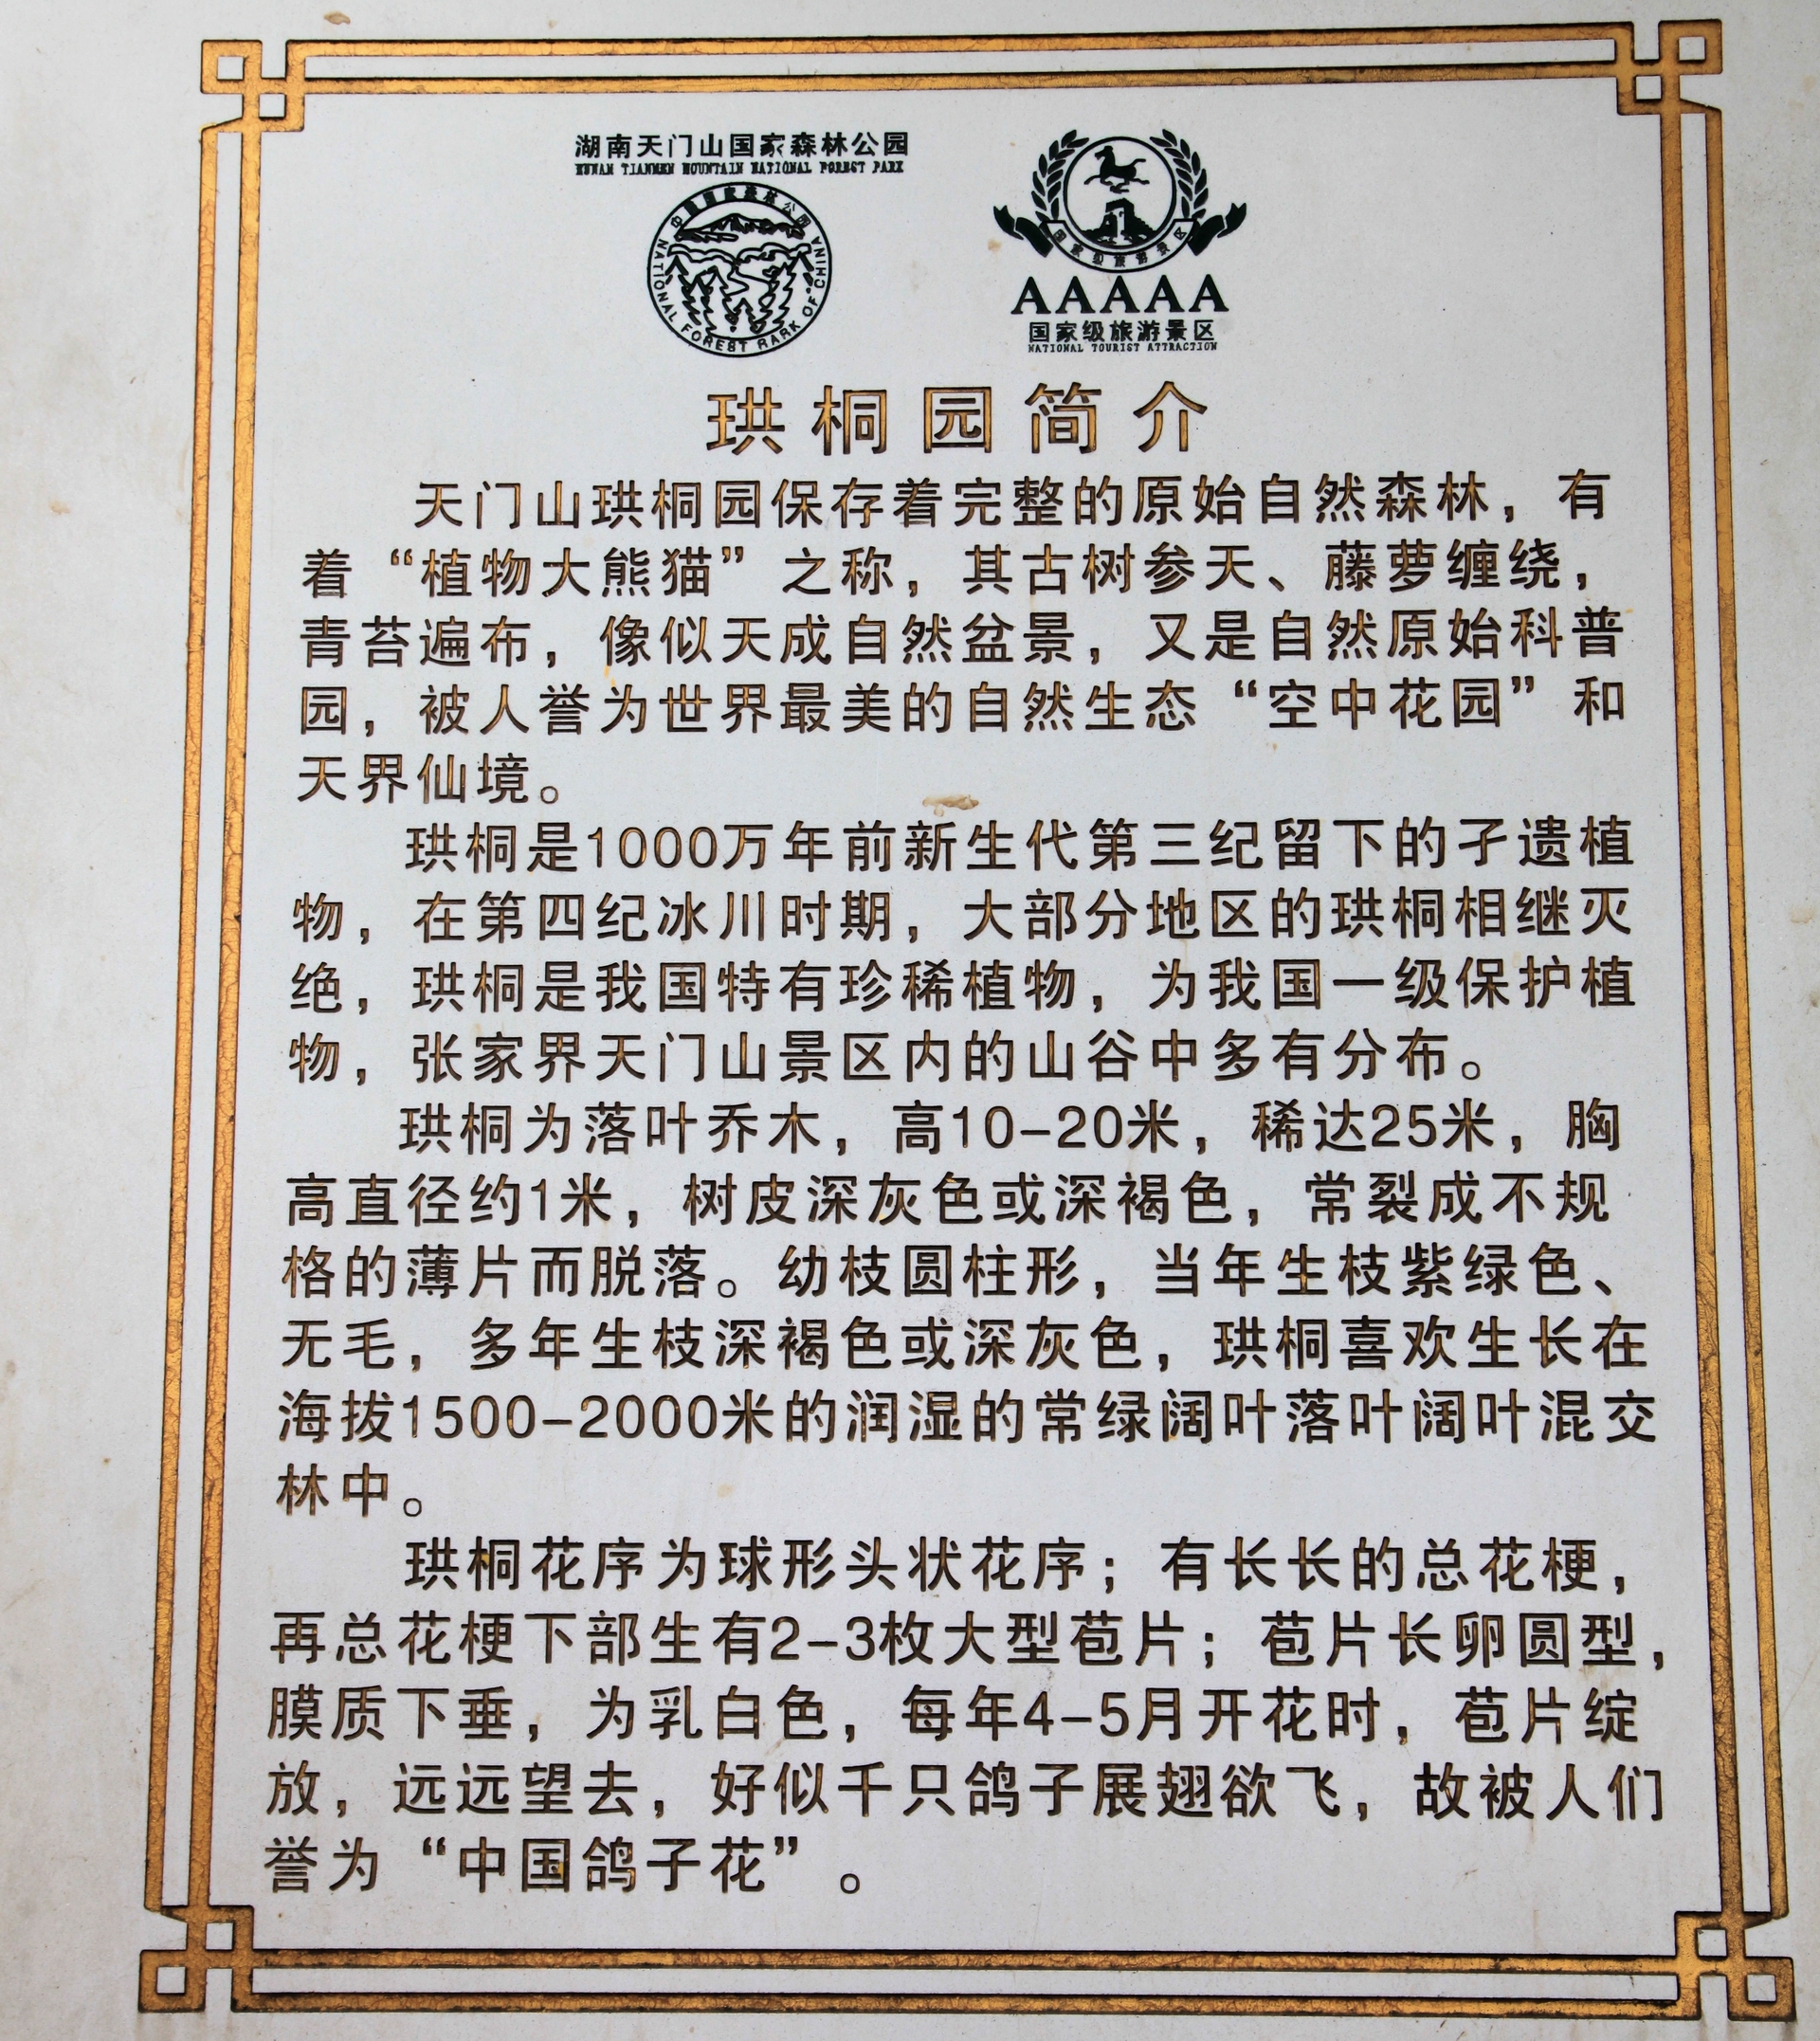 湖南天门山国家森林公园
HUNAN TIANMEN MOUNTAIN NATIONAL FOREST PARK
中国国家森林公园
NATIONAL FOREST PARK OF CHINA
国家级旅游景区
AAAAA
国家级旅游景区
NATIONAL TOURIST ATTRACTION
珙桐园简介
天门山珙桐园保存着完整的原始自然森林，有
着“植物大熊猫”之称，其古树参天、藤萝缠绕，
青苔遍布，像似天成自然盆景，又是自然原始科普
园，被人誉为世界最美的自然生态“空中花园”和
天界仙境。
珙桐是1000万年前新生代第三纪留下的孑遗植
物，在第四纪冰川时期，大部分地区的珙桐相继灭
绝，珙桐是我国特有珍稀植物，为我国一级保护植
物，张家界天门山景区内的山谷中多有分布。
珙桐为落叶乔木，高10-20米，稀达25米，胸
高直径约1米，树皮深灰色或深褐色，常裂成不规
格的薄片而脱落。幼枝圆柱形，当年生枝紫绿色、
无毛，多年生枝深褐色或深灰色，珙桐喜欢生长在
海拔1500-2000米的润湿的常绿阔叶落叶阔叶混交
林中。
珙桐花序为球形头状花序；有长长的总花梗，
再总花梗下部生有2-3枚大型苞片；苞片长卵圆型，
膜质下垂，为乳白色，每年4-5月开花时，苞片绽
放，远远望去，好似千只鸽子展翅欲飞，故被人们
誉为“中国鸽子花”。